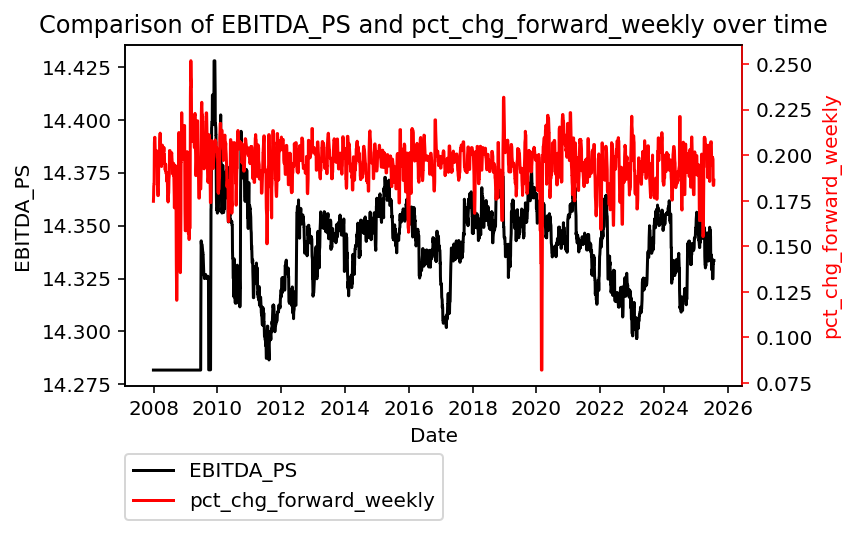 Comparison of EBITDA_PS and pct_chg_forward_weekly over time
EBITDA_PS
14.425
14.400
14.375
14.350
14.325
14.300
14.275
0.250
0.225
0.200
0.175
0.150
0.125
0.100
0.075
pct_chg_forward_weekly
2008 2010 2012 2014 2016 2018 2020 2022 2024 2026
Date
EBITDA_PS
pct_chg_forward_weekly